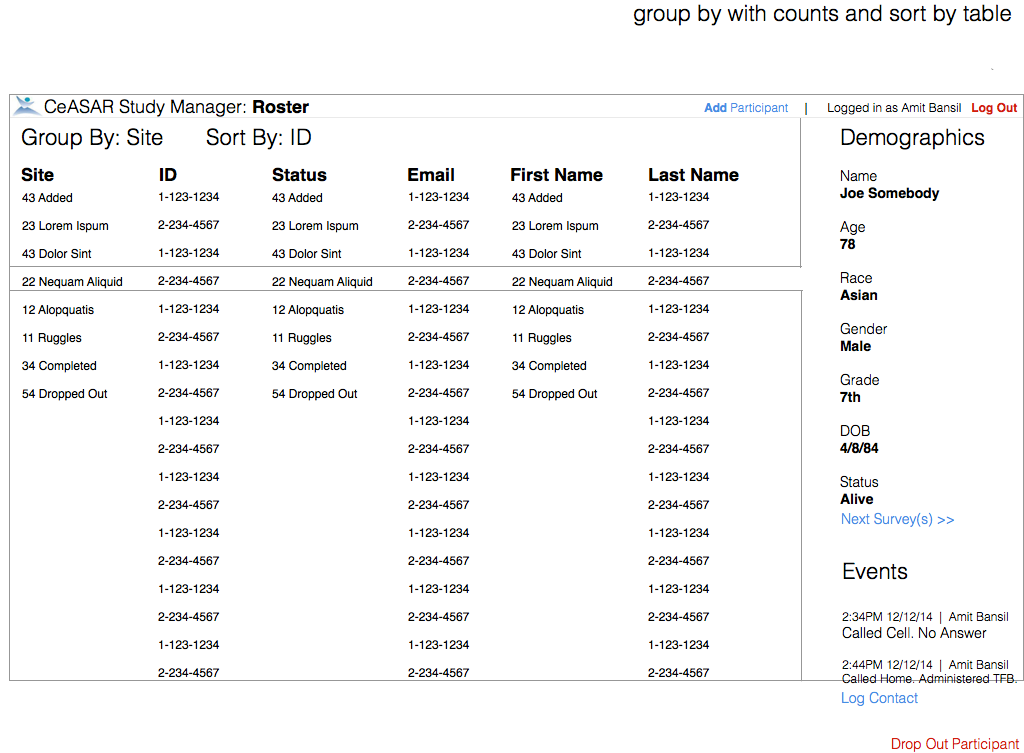 group by with counts and sort by table
CeASAR Study Manager: Roster Add Participant | Logged in as Amit Bansil Log Out
Group By: Site Sort By: ID
Site ID Status Email First Name Last Name
43 Added 1-123-1234 43 Added 1-123-1234 43 Added 1-123-1234
23 Lorem Ispum 2-234-4567 23 Lorem Ispum 2-234-4567 23 Lorem Ispum 2-234-4567
43 Dolor Sint 1-123-1234 43 Dolor Sint 1-123-1234 43 Dolor Sint 1-123-1234
22 Nequam Aliquid 2-234-4567 22 Nequam Aliquid 2-234-4567 22 Nequam Aliquid 2-234-4567
12 Alopquatis 1-123-1234 12 Alopquatis 1-123-1234 12 Alopquatis 1-123-1234
11 Ruggles 2-234-4567 11 Ruggles 2-234-4567 11 Ruggles 2-234-4567
34 Completed 1-123-1234 34 Completed 1-123-1234 34 Completed 1-123-1234
54 Dropped Out 2-234-4567 54 Dropped Out 2-234-4567 54 Dropped Out 2-234-4567
1-123-1234 1-123-1234 1-123-1234
2-234-4567 2-234-4567 2-234-4567
1-123-1234 1-123-1234 1-123-1234
2-234-4567 2-234-4567 2-234-4567
1-123-1234 1-123-1234 1-123-1234
2-234-4567 2-234-4567 2-234-4567
1-123-1234 1-123-1234 1-123-1234
2-234-4567 2-234-4567 2-234-4567
1-123-1234 1-123-1234 1-123-1234
2-234-4567 2-234-4567 2-234-4567
Demographics
Name
Joe Somebody
Age
78
Race
Asian
Gender
Male
Grade
7th
DOB
4/8/84
Status
Alive
Next Survey(s) >>
Events
2:34PM 12/12/14 | Amit Bansil
Called Cell. No Answer
2:44PM 12/12/14 | Amit Bansil
Called Home. Administered TFB.
Log Contact
Drop Out Participant